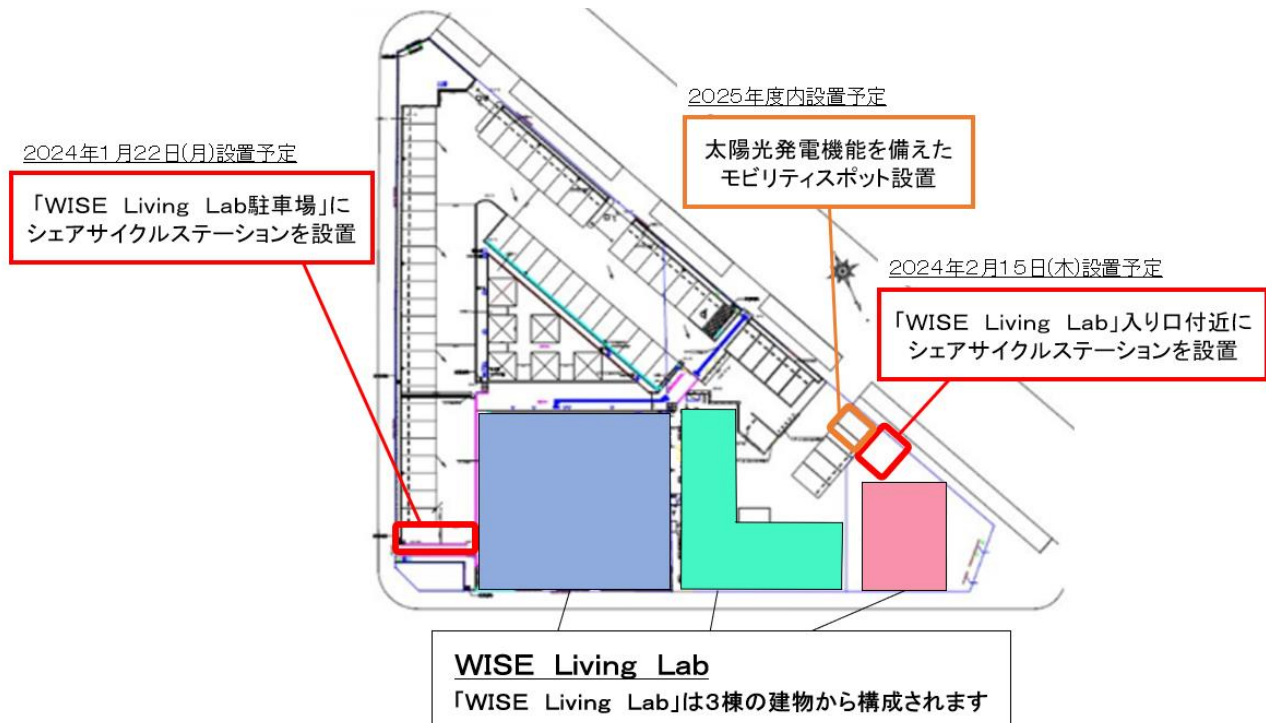 2025年度内設置予定
太陽光発電機能を備えた
モビリティスポット設置
2024年1月22日(月)設置予定
「WISE Living Lab駐車場」に
シェアサイクルステーションを設置
2024年2月15日(木)設置予定
「WISE Living Lab」入り口付近に
シェアサイクルステーションを設置
WISE Living Lab
「WISE Living Lab」は3棟の建物から構成されます